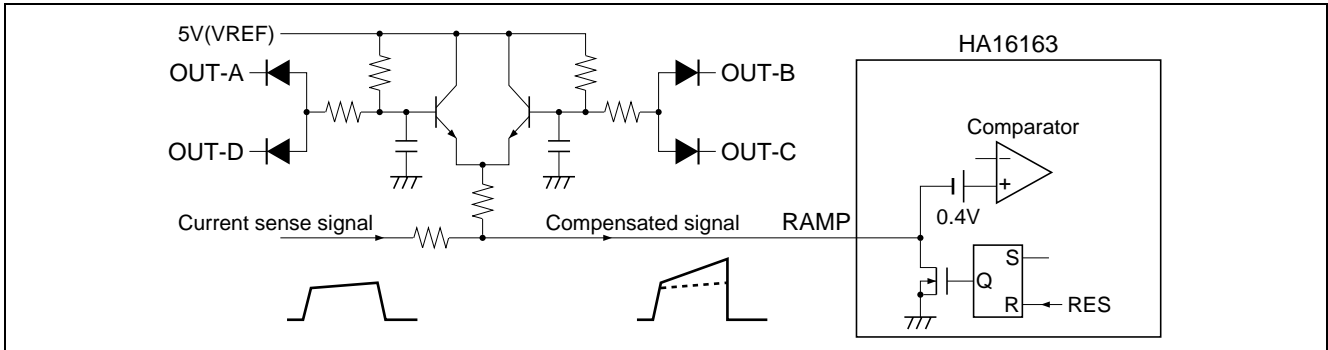 5V(VREF)
HA16163
OUT-A
OUT-B
Comparator
OUT-D
OUT-C
−
+
0.4V
Current sense signal
Compensated signal
RAMP
S
Q
R
RES